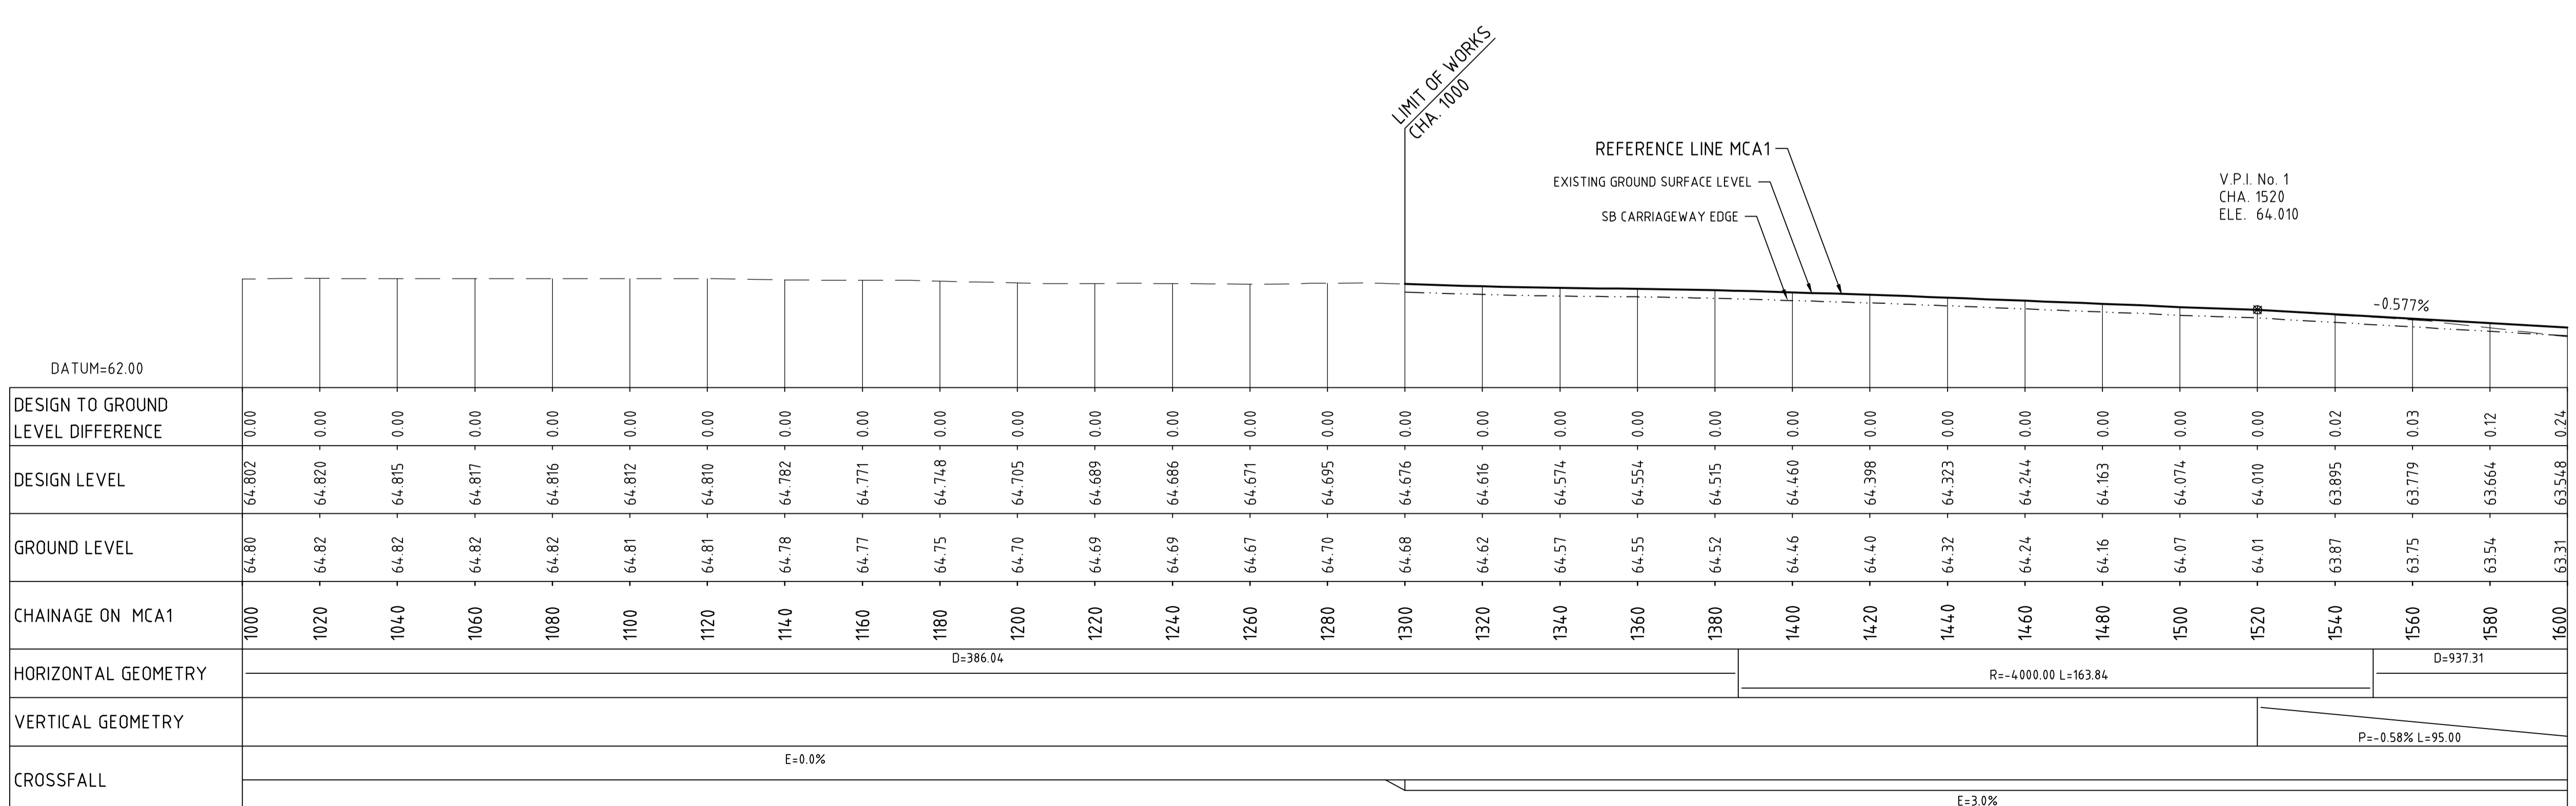 LIMIT OF WORKS
CHA. 1000
REFERENCE LINE MCA1
EXISTING GROUND SURFACE LEVEL
SB CARRIAGEWAY EDGE
V.P.I. No. 1
CHA. 1520
ELE. 64.010
-0.577%
DATUM=62.00
DESIGN TO GROUND
LEVEL DIFFERENCE
0.00 0.00 0.00 0.00 0.00 0.00 0.00 0.00 0.00 0.00 0.00 0.00 0.00 0.00 0.00 0.00 0.00 0.00 0.00 0.00 0.00 0.00 0.00 0.00 0.00 0.00 0.00 0.02 0.03 0.12 0.24
DESIGN LEVEL
64.802 64.820 64.815 64.817 64.816 64.812 64.810 64.782 64.771 64.748 64.705 64.689 64.686 64.671 64.695 64.676 64.616 64.574 64.554 64.515 64.460 64.398 64.323 64.244 64.163 64.074 64.010 63.895 63.779 63.664 63.548
GROUND LEVEL
64.80 64.82 64.82 64.82 64.82 64.81 64.81 64.78 64.77 64.75 64.70 64.69 64.69 64.67 64.70 64.68 64.62 64.57 64.55 64.52 64.46 64.40 64.32 64.24 64.16 64.07 64.01 63.87 63.75 63.54 63.31
CHAINAGE ON MCA1
1000 1020 1040 1060 1080 1100 1120 1140 1160 1180 1200 1220 1240 1260 1280 1300 1320 1340 1360 1380 1400 1420 1440 1460 1480 1500 1520 1540 1560 1580 1600
HORIZONTAL GEOMETRY
D=386.04
R=-4000.00 L=163.84
D=937.31
VERTICAL GEOMETRY
P=-0.58% L=95.00
CROSSFALL
E=0.0%
E=3.0%